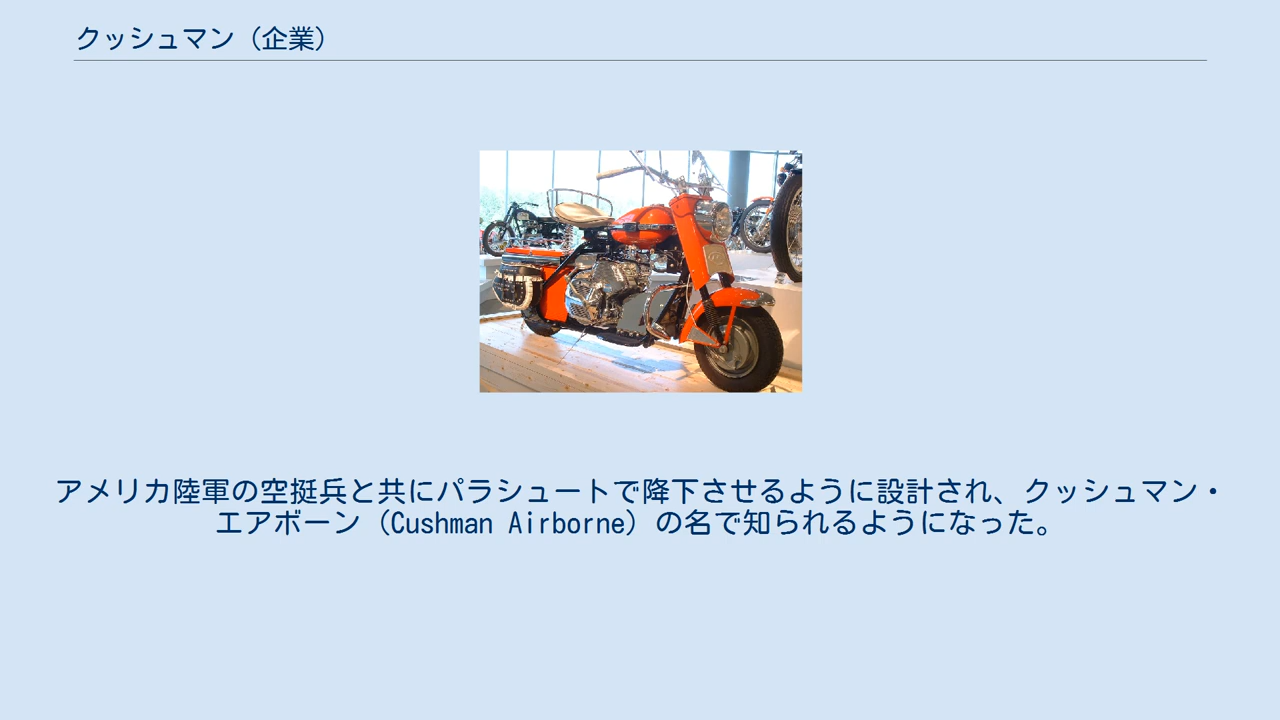 クッシュマン（企業）
アメリカ陸軍の空挺兵と共にパラシュートで降下させるように設計され、クッシュマン・
エアボーン（Cushman Airborne）の名で知られるようになった。